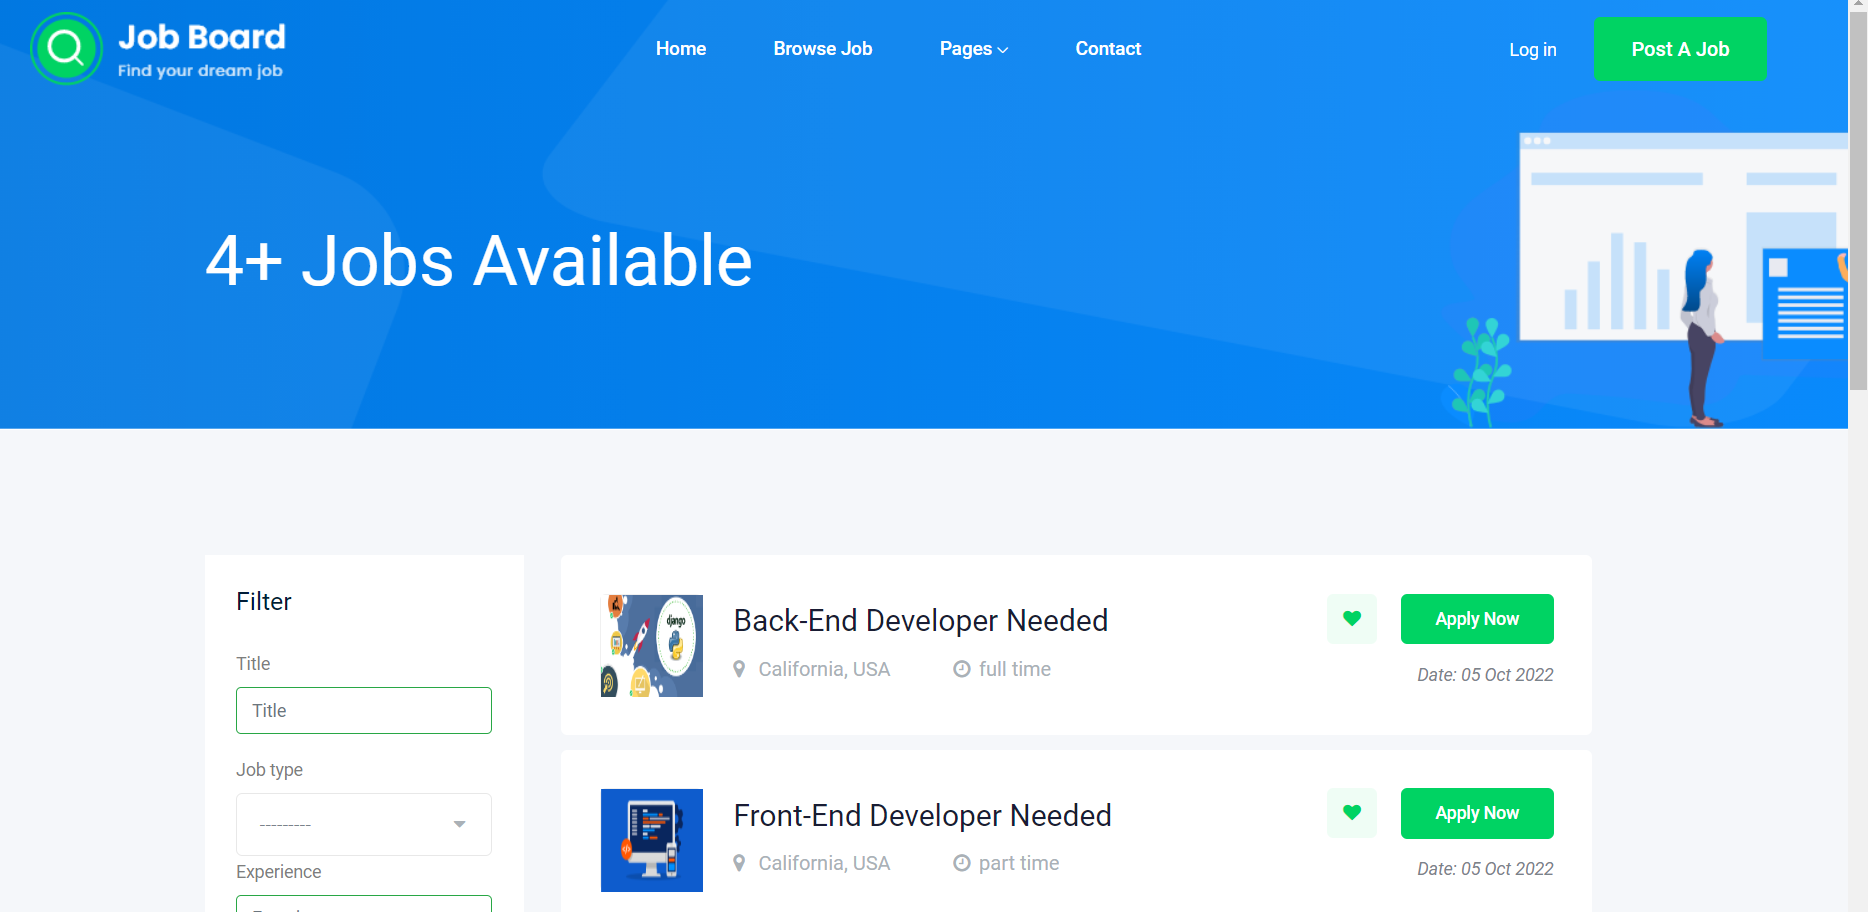 Job Board
Find your dream job
Home
Browse Job
Pages
Contact
Log in
Post A Job
4+ Jobs Available
Filter
Title
Title
Job type
---------
Experience
django
Back-End Developer Needed
California, USA
full time
Apply Now
Date: 05 Oct 2022
Front-End Developer Needed
California, USA
part time
Apply Now
Date: 05 Oct 2022